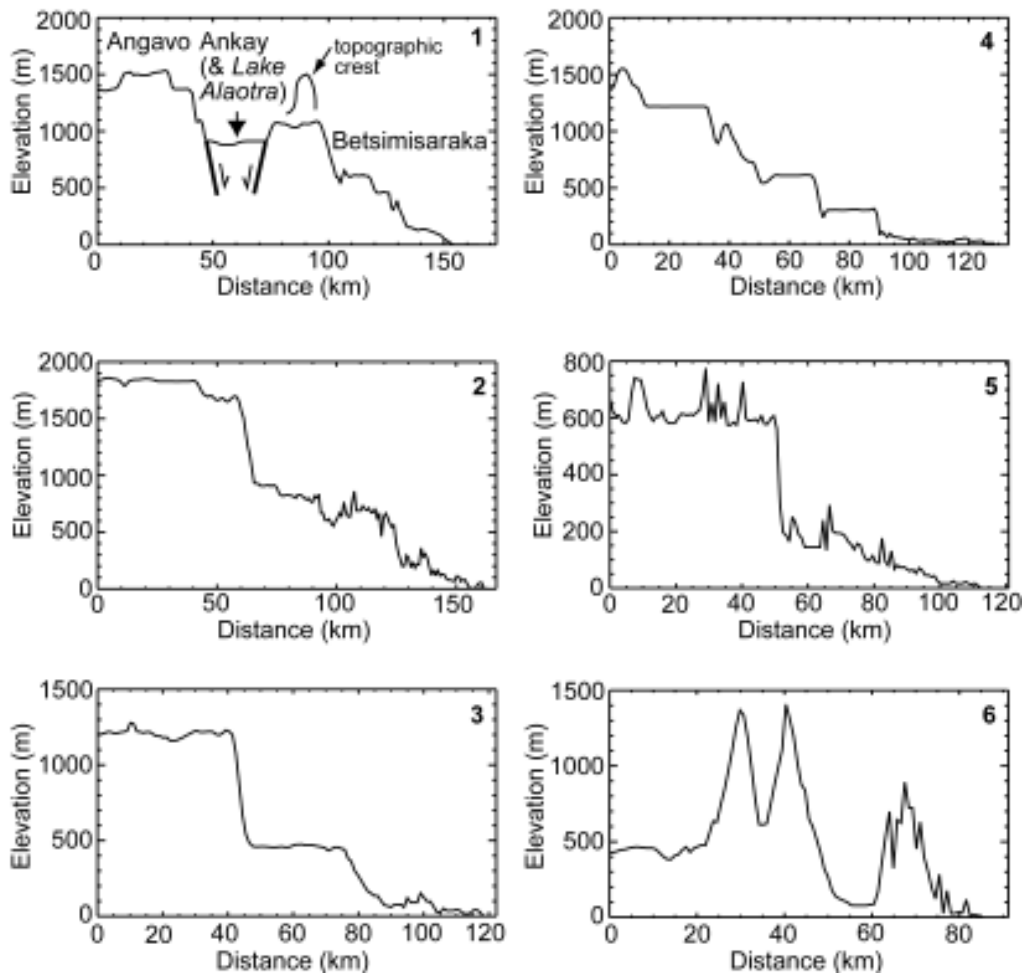 2000
1500
1000
500
0
Elevation (m)
Angavo Ankay
(& Lake
Alaotra)
topographic
crest
Betsimisaraka
1
0 50 100 150
Distance (km)
2000
1500
1000
500
0
Elevation (m)
4
0 20 40 60 80 100 120
Distance (km)
2000
1500
1000
500
0
Elevation (m)
2
0 50 100 150
Distance (km)
800
600
400
200
0
Elevation (m)
5
0 20 40 60 80 100 120
Distance (km)
1500
1000
500
0
Elevation (m)
3
0 20 40 60 80 100 120
Distance (km)
1500
1000
500
0
Elevation (m)
6
0 20 40 60 80
Distance (km)